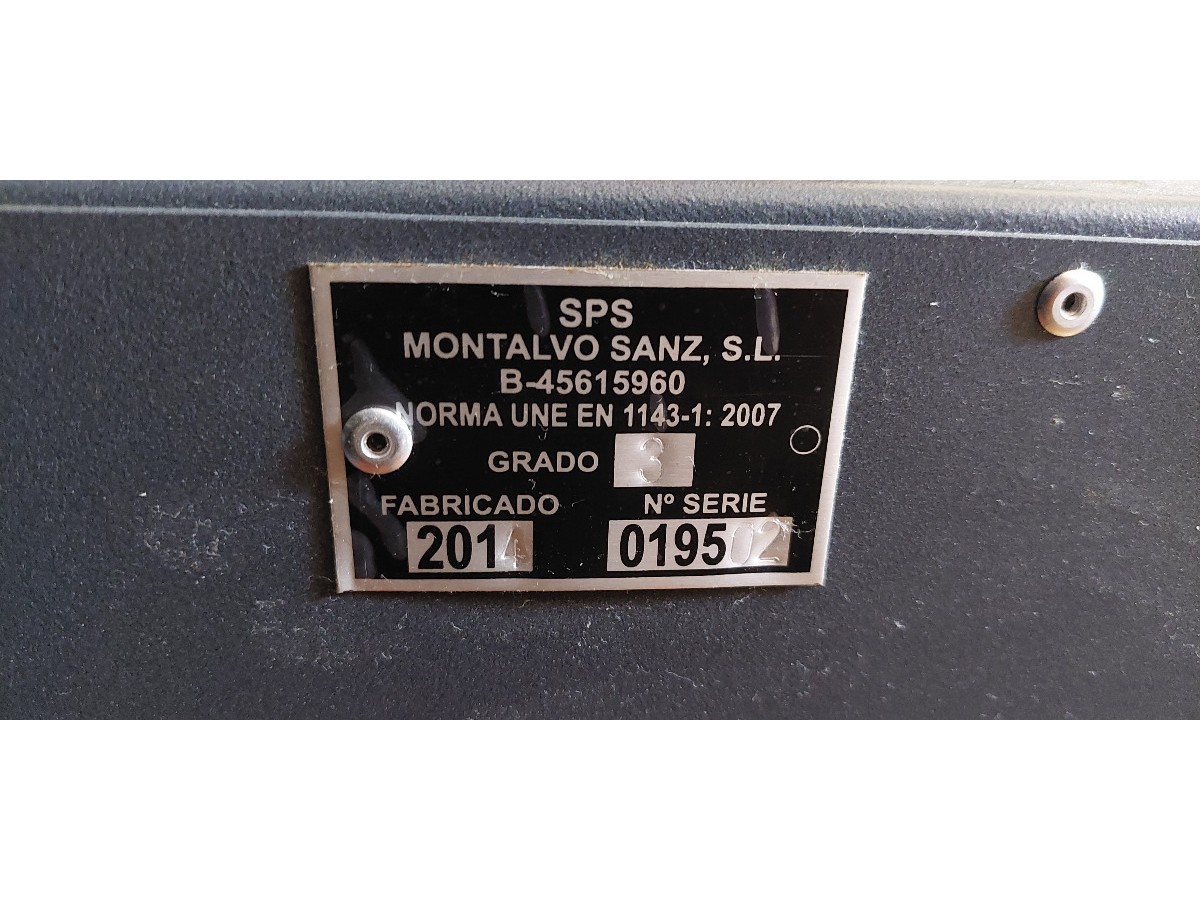 SPS
MONTALVO SANZ, S.L.
B-45615960
NORMA UNE EN 1143-1: 2007
GRADO 3
FABRICADO Nº SERIE
2014 019502